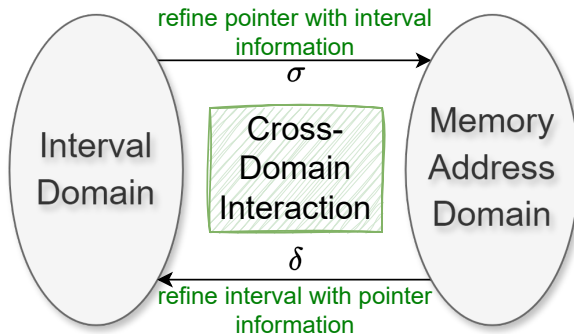 refine pointer with interval
information
σ
Interval
Domain
Cross-
Domain
Interaction
Memory
Address
Domain
δ
refine interval with pointer
information